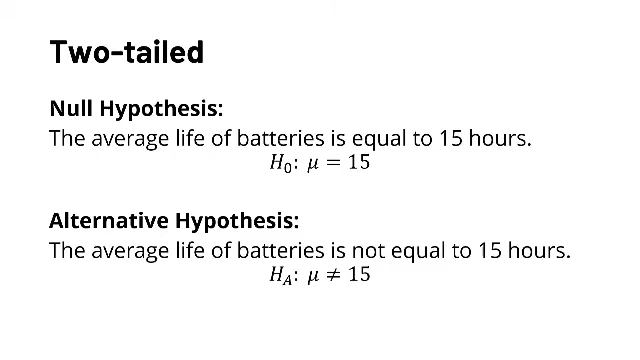 Two-tailed
Null Hypothesis:
The average life of batteries is equal to 15 hours.
H₀: μ = 15
Alternative Hypothesis:
The average life of batteries is not equal to 15 hours.
H_A: μ ≠ 15